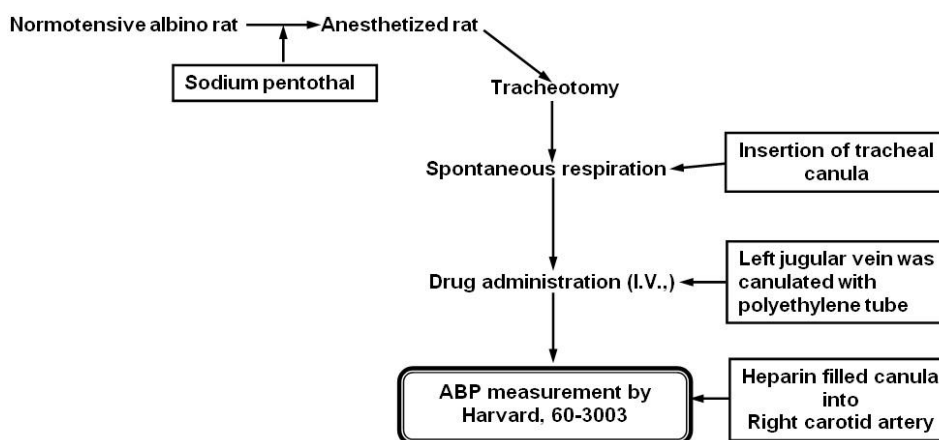 Normotensive albino rat
Anesthetized rat
Sodium pentothal
Tracheotomy
Spontaneous respiration
Insertion of tracheal
canula
Drug administration (I.V.,)
Left jugular vein was
canulated with
polyethylene tube
ABP measurement by
Harvard, 60-3003
Heparin filled canula
into
Right carotid artery